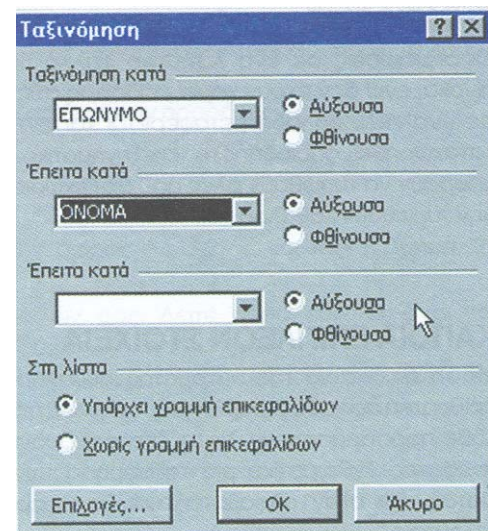 Ταξινόμηση ? X
Ταξινόμηση κατά
ΕΠΩΝΥΜΟ Αύξουσα
Φθίνουσα
Έπειτα κατά
ΟΝΟΜΑ Αύξουσα
Φθίνουσα
Έπειτα κατά
Αύξουσα
Φθίνουσα
Στη λίστα
Υπάρχει γραμμή επικεφαλίδων
Χωρίς γραμμή επικεφαλίδων
Επιλογές... ΟΚ Άκυρο